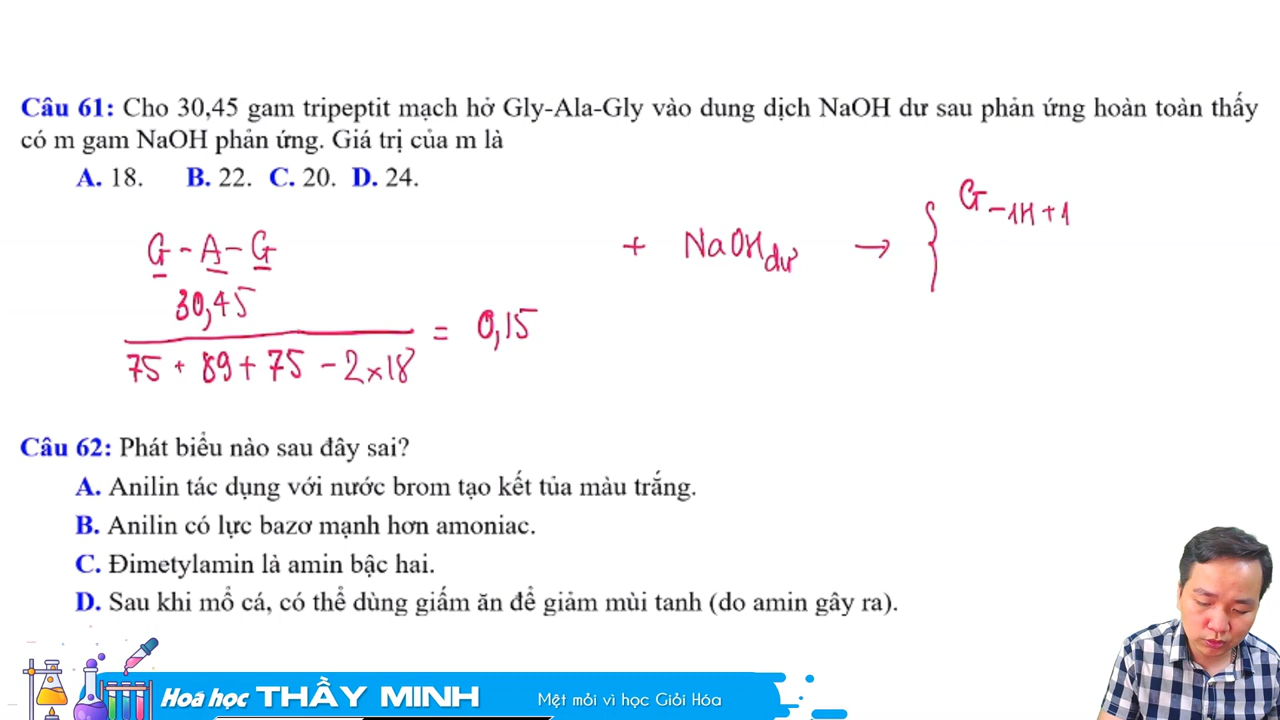 Câu 61: Cho 30,45 gam tripeptit mạch hở Gly-Ala-Gly vào dung dịch NaOH dư sau phản ứng hoàn toàn thấy
có m gam NaOH phản ứng. Giá trị của m là
A. 18. B. 22. C. 20. D. 24.
G - A - G + NaOH dư → { G -1H+1
30,45
75 + 89 + 75 - 2×18 = 0,15
Câu 62: Phát biểu nào sau đây sai?
A. Anilin tác dụng với nước brom tạo kết tủa màu trắng.
B. Anilin có lực bazơ mạnh hơn amoniac.
C. Đimetylamin là amin bậc hai.
D. Sau khi mổ cá, có thể dùng giấm ăn để giảm mùi tanh (do amin gây ra).
Hoá học THẦY MINH Mệt mỏi vì học Giỏi Hóa